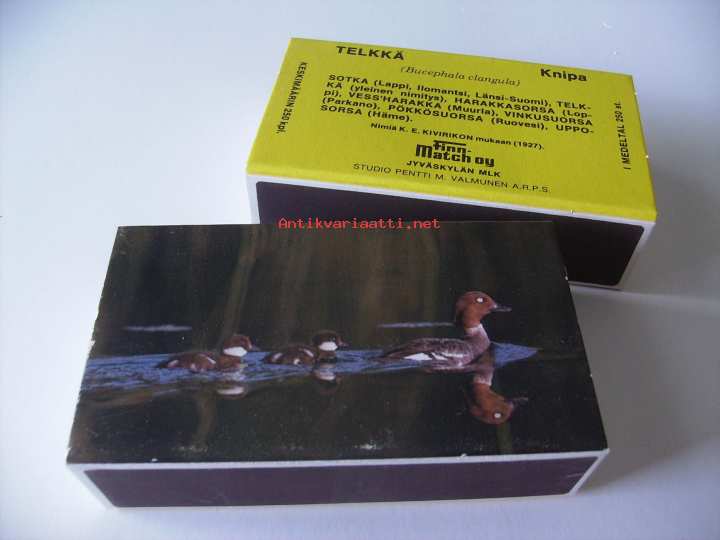 TELKKÄ
(Bucephala clangula)
Knipa
SOTKA (Lappi, Ilomantsi, Länsi-Suomi), TELK-
KÄ (yleinen nimitys), HARAKKASORSA (Lop-
pi), VESS'HARAKKA (Muurla), VINKUSUORSA
(Parkano), PÖKKÖSUORSA (Ruovesi), UPPO-
SORSA (Häme).
Nimiä K. E. KIVIRIKON mukaan (1927).
Finn-
Match oy
JYVÄSKYLÄN MLK
STUDIO PENTTI M. VALMUNEN A.R.P.S.
KESKIMÄÄRIN 250 kpl.
I MEDELTAL 250 st.
Antikvariaatti.net